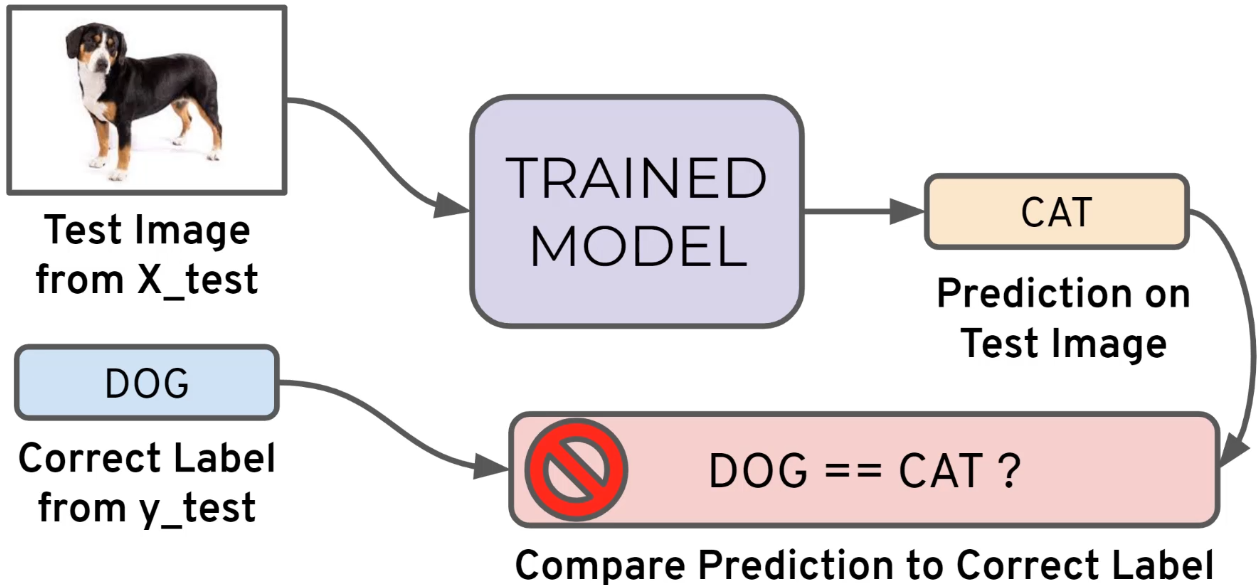 Test Image
from X_test
TRAINED
MODEL
CAT
Prediction on
Test Image
DOG
Correct Label
from y_test
DOG == CAT ?
Compare Prediction to Correct Label